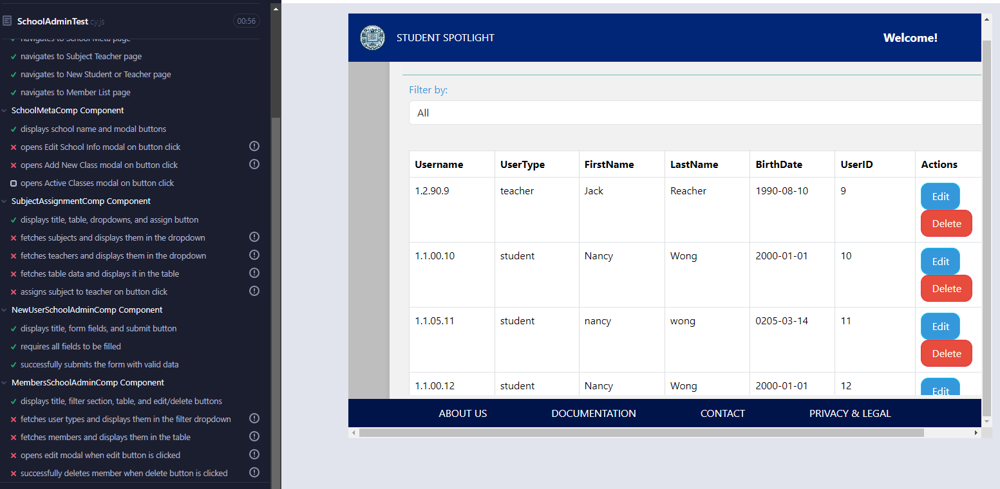 SchoolAdminTest.cy.js 00:56
navigates to School Meta page
navigates to Subject Teacher page
navigates to New Student or Teacher page
navigates to Member List page
SchoolMetaComp Component
displays school name and modal buttons
opens Edit School Info modal on button click
opens Add New Class modal on button click
opens Active Classes modal on button click
SubjectAssignmentComp Component
displays title, table, dropdowns, and assign button
fetches subjects and displays them in the dropdown
fetches teachers and displays them in the dropdown
fetches table data and displays it in the table
assigns subject to teacher on button click
NewUserSchoolAdminComp Component
displays title, form fields, and submit button
requires all fields to be filled
successfully submits the form with valid data
MembersSchoolAdminComp Component
displays title, filter section, table, and edit/delete buttons
fetches user types and displays them in the filter dropdown
fetches members and displays them in the table
opens edit modal when edit button is clicked
successfully deletes member when delete button is clicked
STUDENT SPOTLIGHT Welcome!
Filter by:
All
Username UserType FirstName LastName BirthDate UserID Actions
1.2.90.9 teacher Jack Reacher 1990-08-10 9 Edit
Delete
1.1.00.10 student Nancy Wong 2000-01-01 10 Edit
Delete
1.1.05.11 student nancy wong 0205-03-14 11 Edit
Delete
1.1.00.12 student Nancy Wong 2000-01-01 12 Edit
ABOUT US DOCUMENTATION CONTACT PRIVACY & LEGAL